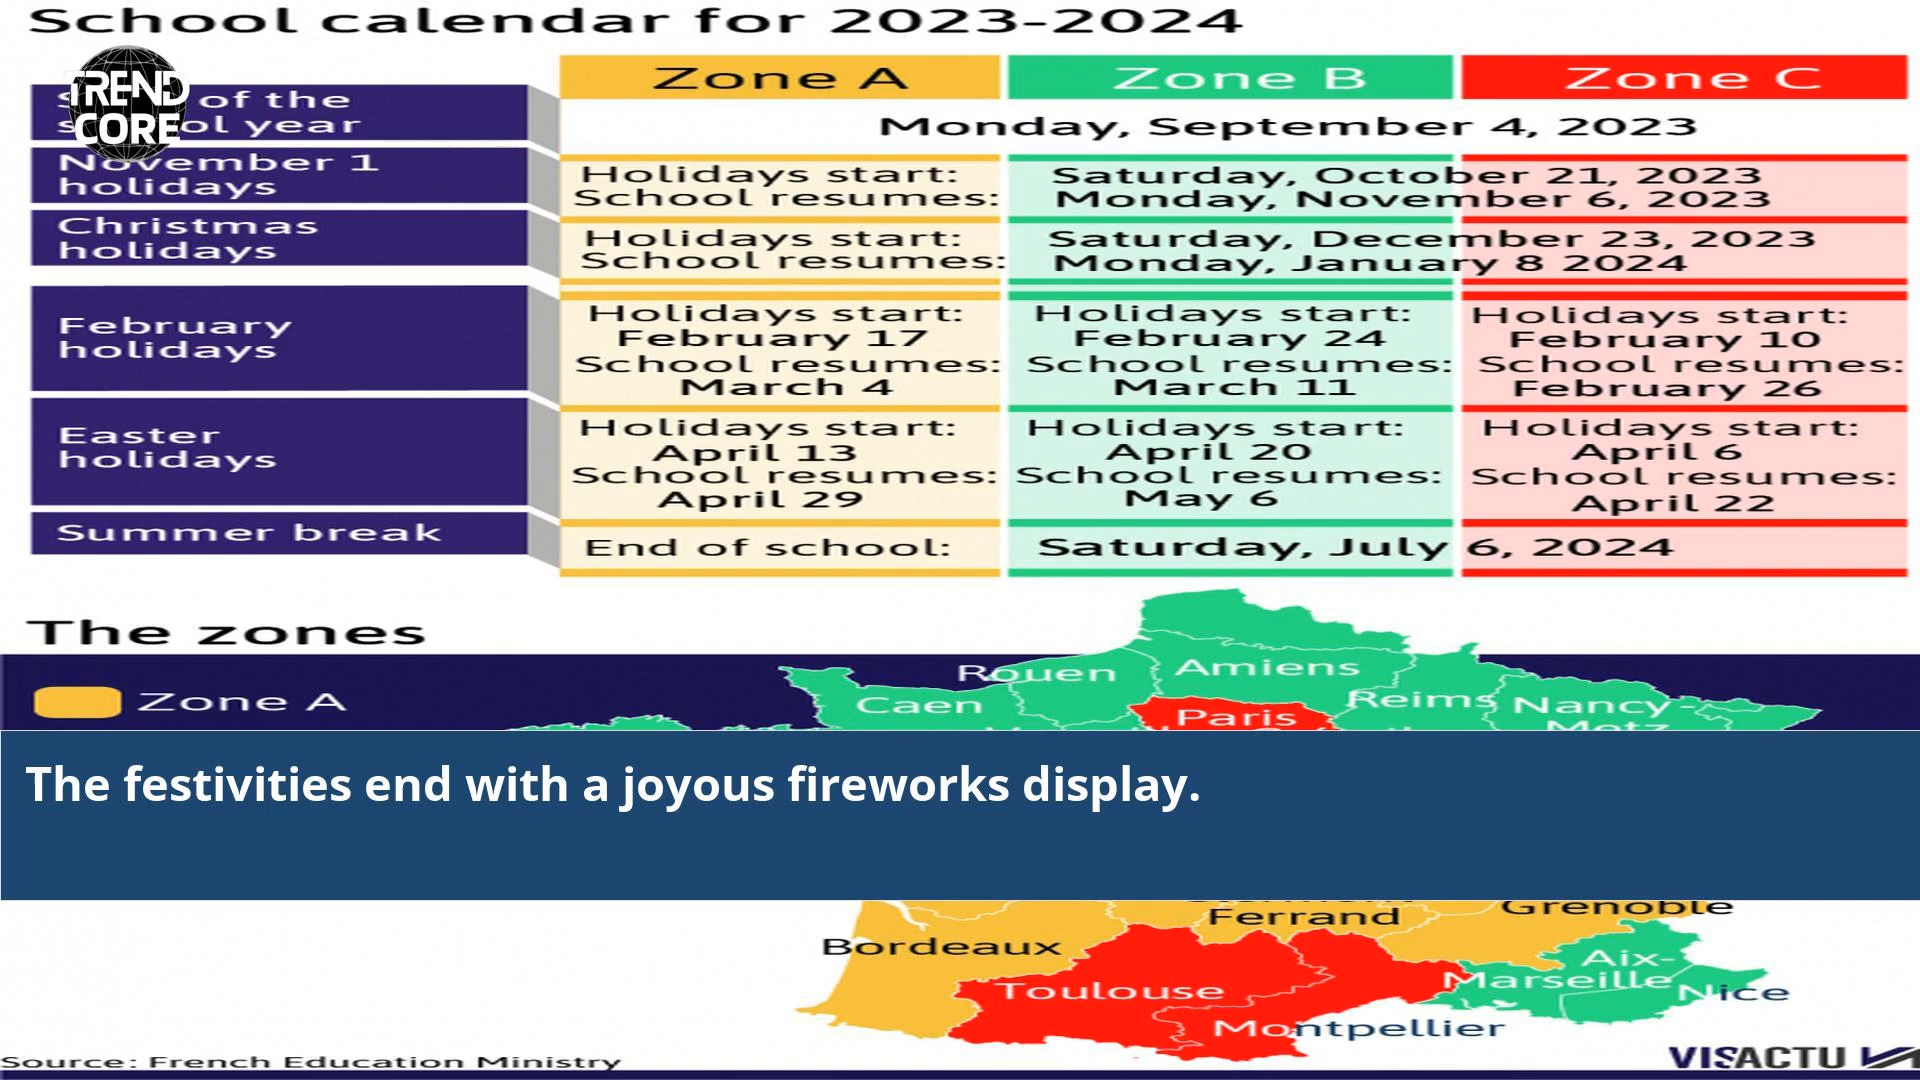 School calendar for 2023-2024
TREND
CORE
Zone A Zone B Zone C
of the
year
Monday, September 4, 2023
November 1
holidays
Holidays start: Saturday, October 21, 2023
School resumes: Monday, November 6, 2023
Christmas
holidays
Holidays start: Saturday, December 23, 2023
School resumes: Monday, January 8 2024
February
holidays
Holidays start: Holidays start: Holidays start:
February 17 February 24 February 10
School resumes: School resumes: School resumes:
March 4 March 11 February 26
Easter
holidays
Holidays start: Holidays start: Holidays start:
April 13 April 20 April 6
School resumes: School resumes: School resumes:
April 29 May 6 April 22
Summer break
End of school: Saturday, July 6, 2024
The zones
Zone A
Rouen Amiens
Caen Reims Nancy-
Paris Metz
The festivities end with a joyous fireworks display.
Ferrand Grenoble
Bordeaux Aix-
Toulouse Marseille Nice
Montpellier
Source: French Education Ministry
VISACTU